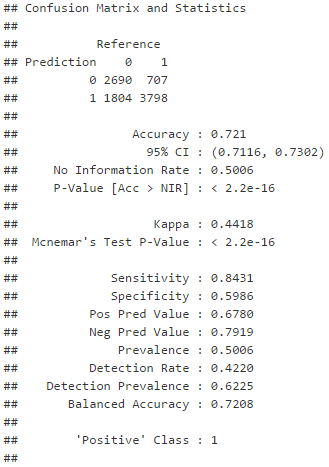 ## Confusion Matrix and Statistics
##
##           Reference
## Prediction    0    1
##          0 2690  707
##          1 1804 3798
##
##                Accuracy : 0.721
##                  95% CI : (0.7116, 0.7302)
##     No Information Rate : 0.5006
##     P-Value [Acc > NIR] : < 2.2e-16
##
##                   Kappa : 0.4418
##  Mcnemar's Test P-Value : < 2.2e-16
##
##             Sensitivity : 0.8431
##             Specificity : 0.5986
##          Pos Pred Value : 0.6780
##          Neg Pred Value : 0.7919
##              Prevalence : 0.5006
##          Detection Rate : 0.4220
##    Detection Prevalence : 0.6225
##       Balanced Accuracy : 0.7208
##
##        'Positive' Class : 1
##